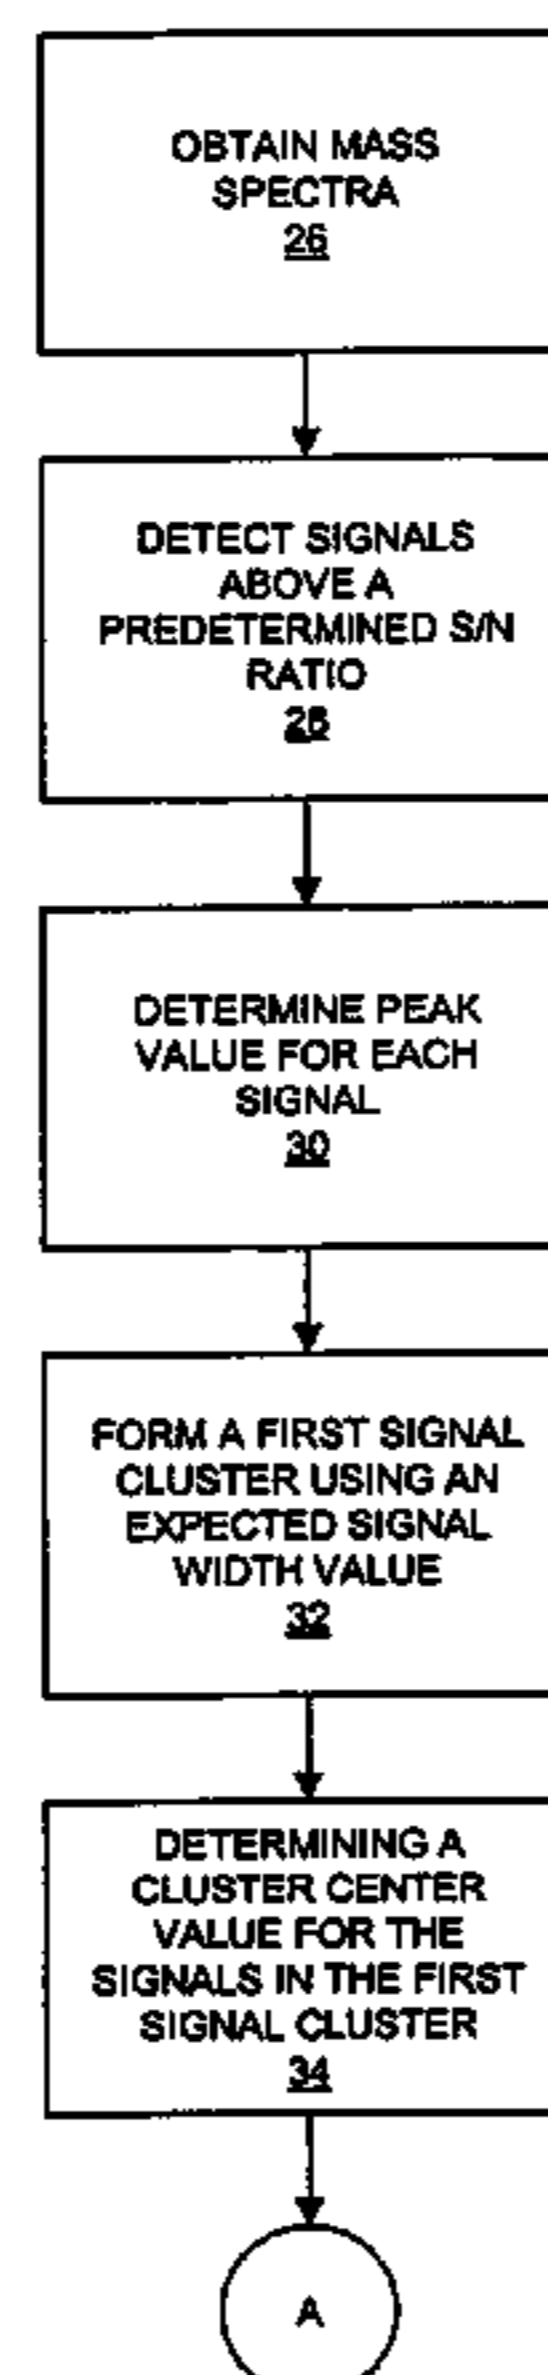 OBTAIN MASS
SPECTRA
26
DETECT SIGNALS
ABOVE A
PREDETERMINED S/N
RATIO
28
DETERMINE PEAK
VALUE FOR EACH
SIGNAL
30
FORM A FIRST SIGNAL
CLUSTER USING AN
EXPECTED SIGNAL
WIDTH VALUE
32
DETERMINING A
CLUSTER CENTER
VALUE FOR THE
SIGNALS IN THE FIRST
SIGNAL CLUSTER
34
A